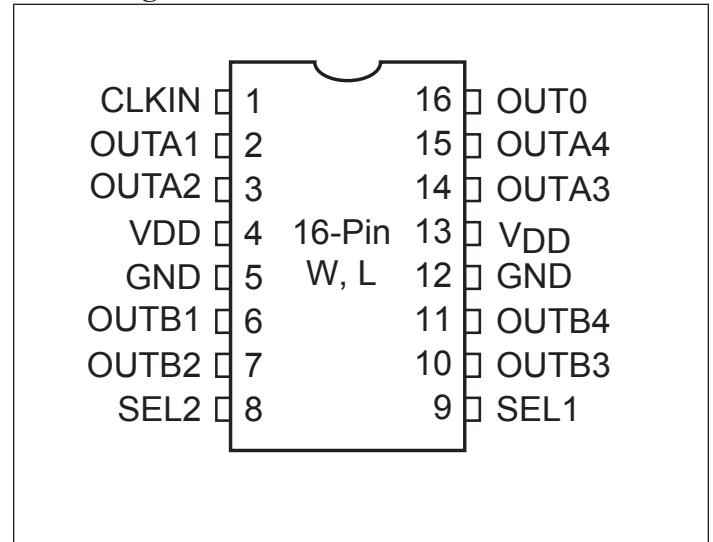 CLKIN 1 16 OUT0
OUTA1 2 15 OUTA4
OUTA2 3 14 OUTA3
VDD 4 16-Pin 13 VDD
GND 5 W, L 12 GND
OUTB1 6 11 OUTB4
OUTB2 7 10 OUTB3
SEL2 8 9 SEL1